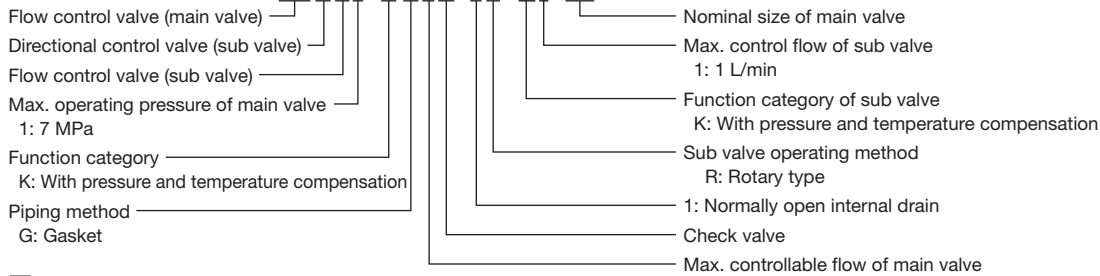 Flow control valve (main valve)
Directional control valve (sub valve)
Flow control valve (sub valve)
Max. operating pressure of main valve
1: 7 MPa
Function category
K: With pressure and temperature compensation
Piping method
G: Gasket
Nominal size of main valve
Max. control flow of sub valve
1: 1 L/min
Function category of sub valve
K: With pressure and temperature compensation
Sub valve operating method
R: Rotary type
1: Normally open internal drain
Check valve
Max. controllable flow of main valve